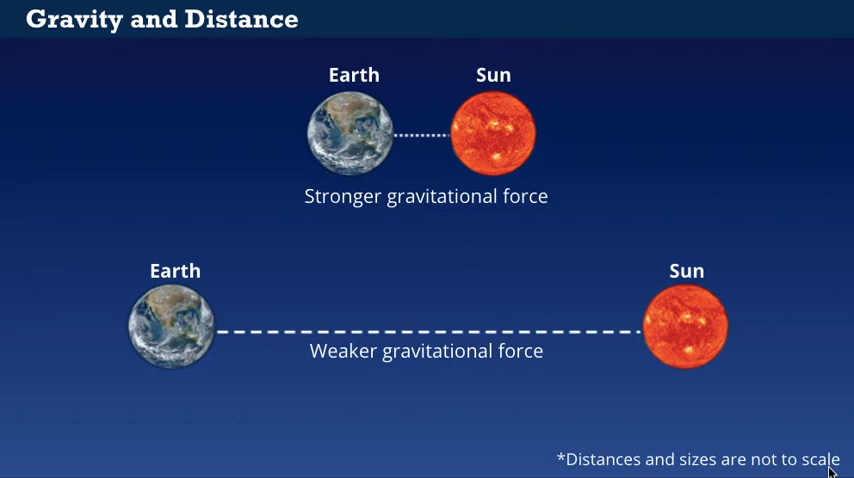 Gravity and Distance
Earth Sun
Stronger gravitational force
Earth Sun
Weaker gravitational force
*Distances and sizes are not to scale